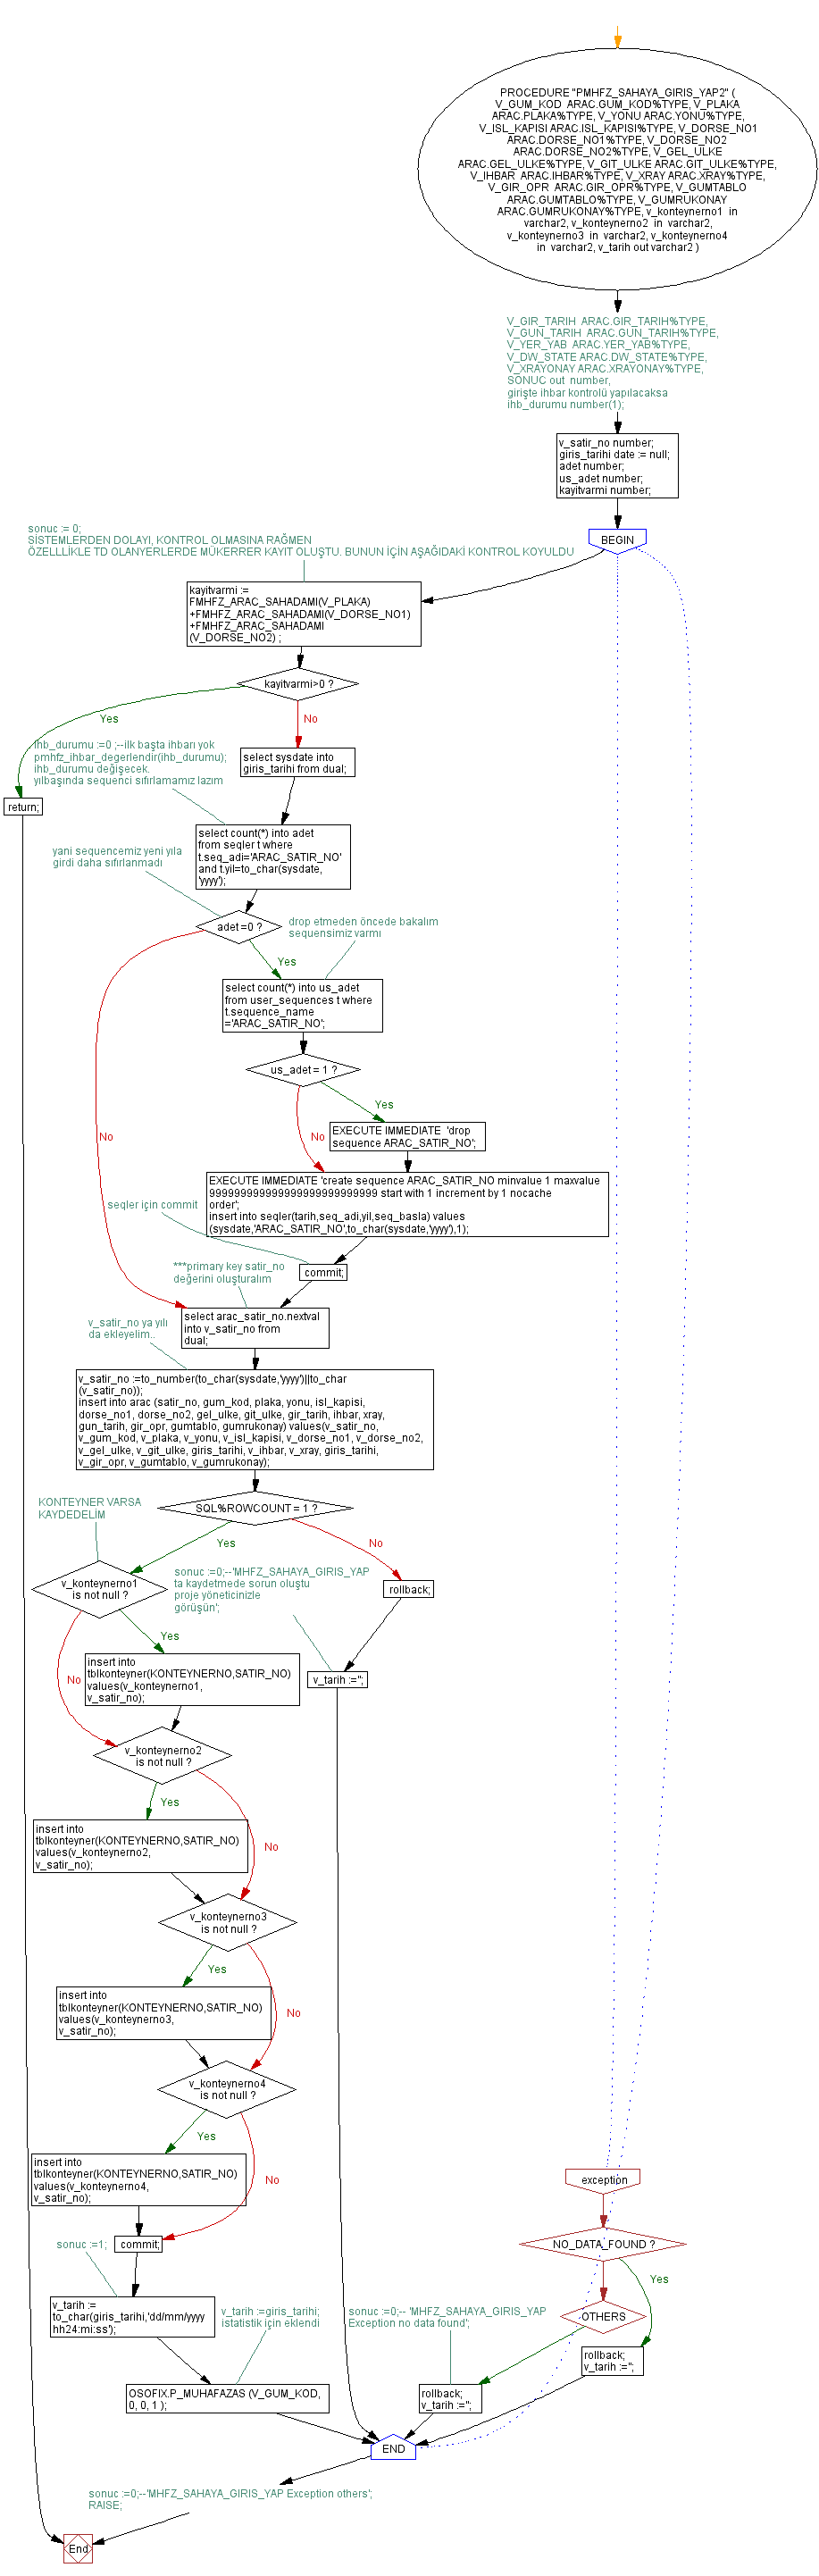 PROCEDURE "PMHFZ_SAHAYA_GIRIS_YAP2" (
V_GUM_KOD ARAC.GUM_KOD%TYPE, V_PLAKA
ARAC.PLAKA%TYPE, V_YONU ARAC.YONU%TYPE,
V_ISL_KAPISI ARAC.ISL_KAPISI%TYPE, V_DORSE_NO1
ARAC.DORSE_NO1%TYPE, V_DORSE_NO2
ARAC.DORSE_NO2%TYPE, V_GEL_ULKE
ARAC.GEL_ULKE%TYPE, V_GIT_ULKE ARAC.GIT_ULKE%TYPE,
V_IHBAR ARAC.IHBAR%TYPE, V_XRAY ARAC.XRAY%TYPE,
V_GIR_OPR ARAC.GIR_OPR%TYPE, V_GUMTABLO
ARAC.GUMTABLO%TYPE, V_GUMRUKONAY
ARAC.GUMRUKONAY%TYPE, v_konteynerno1 in
varchar2, v_konteynerno2 in varchar2,
v_konteynerno3 in varchar2, v_konteynerno4
in varchar2, v_tarih out varchar2 )
V_GIR_TARIH ARAC.GIR_TARIH%TYPE,
V_GUN_TARIH ARAC.GUN_TARIH%TYPE,
V_YER_YAB ARAC.YER_YAB%TYPE,
V_DW_STATE ARAC.DW_STATE%TYPE,
V_XRAYONAY ARAC.XRAYONAY%TYPE,
SONUC out number,
girişte ihbar kontrolü yapılacaksa
ihb_durumu number(1);
v_satir_no number;
giris_tarihi date := null;
adet number;
us_adet number;
kayitvarmi number;
BEGIN
sonuc := 0;
SİSTEMLERDEN DOLAYI, KONTROL OLMASINA RAĞMEN
ÖZELLLİKLE TD OLANYERLERDE MÜKERRER KAYIT OLUŞTU. BUNUN İÇİN AŞAĞIDAKİ KONTROL KOYULDU
kayitvarmi :=
FMHFZ_ARAC_SAHADAMI(V_PLAKA)
+FMHFZ_ARAC_SAHADAMI(V_DORSE_NO1)
+FMHFZ_ARAC_SAHADAMI
(V_DORSE_NO2) ;
kayitvarmi>0 ?
Yes
No
return;
ihb_durumu :=0 ;--ilk başta ihbarı yok
pmhfz_ihbar_degerlendir(ihb_durumu);
ihb_durumu değişecek.
yılbaşında sequenci sıfırlamamız lazım
select sysdate into
giris_tarihi from dual;
select count(*) into adet
from seqler t where
t.seq_adi='ARAC_SATIR_NO'
and t.yil=to_char(sysdate,
'yyyy');
yani sequencemiz yeni yıla
girdi daha sıfırlanmadı
adet =0 ?
drop etmeden öncede bakalım
sequensimiz varmı
Yes
select count(*) into us_adet
from user_sequences t where
t.sequence_name
='ARAC_SATIR_NO';
us_adet = 1 ?
Yes
No
No
EXECUTE IMMEDIATE 'drop
sequence ARAC_SATIR_NO';
EXECUTE IMMEDIATE 'create sequence ARAC_SATIR_NO minvalue 1 maxvalue
999999999999999999999999999 start with 1 increment by 1 nocache
order';
insert into seqler(tarih,seq_adi,yil,seq_basla) values
(sysdate,'ARAC_SATIR_NO',to_char(sysdate,'yyyy'),1);
seqler için commit
commit;
***primary key satir_no
değerini oluşturalım
select arac_satir_no.nextval
into v_satir_no from
dual;
v_satir_no ya yılı
da ekleyelim..
v_satir_no :=to_number(to_char(sysdate,'yyyy')||to_char
(v_satir_no));
insert into arac (satir_no, gum_kod, plaka, yonu, isl_kapisi,
dorse_no1, dorse_no2, gel_ulke, git_ulke, gir_tarih, ihbar, xray,
gun_tarih, gir_opr, gumtablo, gumrukonay) values(v_satir_no,
v_gum_kod, v_plaka, v_yonu, v_isl_kapisi, v_dorse_no1, v_dorse_no2,
v_gel_ulke, v_git_ulke, giris_tarihi, v_ihbar, v_xray, giris_tarihi,
v_gir_opr, v_gumtablo, v_gumrukonay);
SQL%ROWCOUNT = 1 ?
KONTEYNER VARSA
KAYDEDELİM
Yes
No
v_konteynerno1
is not null ?
sonuc :=0;--'MHFZ_SAHAYA_GIRIS_YAP
ta kaydetmede sorun oluştu
proje yöneticinizle
görüşün';
rollback;
Yes
No
insert into
tblkonteyner(KONTEYNERNO,SATIR_NO)
values(v_konteynerno1,
v_satir_no);
v_tarih :='';
v_konteynerno2
is not null ?
Yes
No
insert into
tblkonteyner(KONTEYNERNO,SATIR_NO)
values(v_konteynerno2,
v_satir_no);
v_konteynerno3
is not null ?
Yes
No
insert into
tblkonteyner(KONTEYNERNO,SATIR_NO)
values(v_konteynerno3,
v_satir_no);
v_konteynerno4
is not null ?
Yes
No
insert into
tblkonteyner(KONTEYNERNO,SATIR_NO)
values(v_konteynerno4,
v_satir_no);
exception
sonuc :=1;
commit;
NO_DATA_FOUND ?
Yes
v_tarih :=
to_char(giris_tarihi,'dd/mm/yyyy
hh24:mi:ss');
v_tarih :=giris_tarihi;
istatistik için eklendi
sonuc :=0;-- 'MHFZ_SAHAYA_GIRIS_YAP
Exception no data found';
OTHERS
rollback;
v_tarih :='';
OSOFIX.P_MUHAFAZAS (V_GUM_KOD,
0, 0, 1 );
rollback;
v_tarih :='';
END
sonuc :=0;--'MHFZ_SAHAYA_GIRIS_YAP Exception others';
RAISE;
End